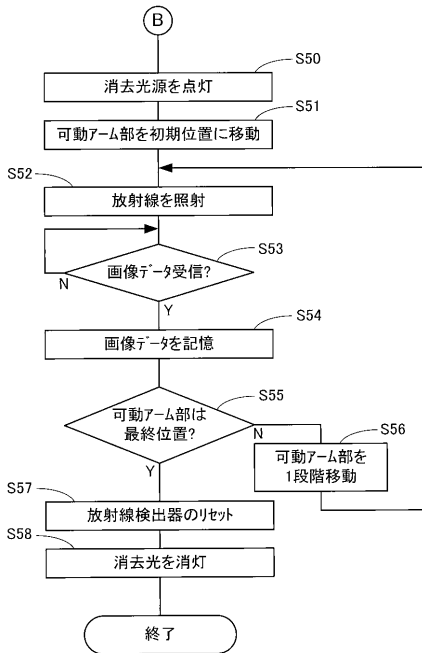 B
S50
消去光源を点灯
S51
可動アーム部を初期位置に移動
S52
放射線を照射
S53
画像データ受信?
N
Y
S54
画像データを記憶
S55
可動アーム部は
最終位置?
N
Y
S56
可動アーム部を
1段階移動
S57
放射線検出器のリセット
S58
消去光を消灯
終了